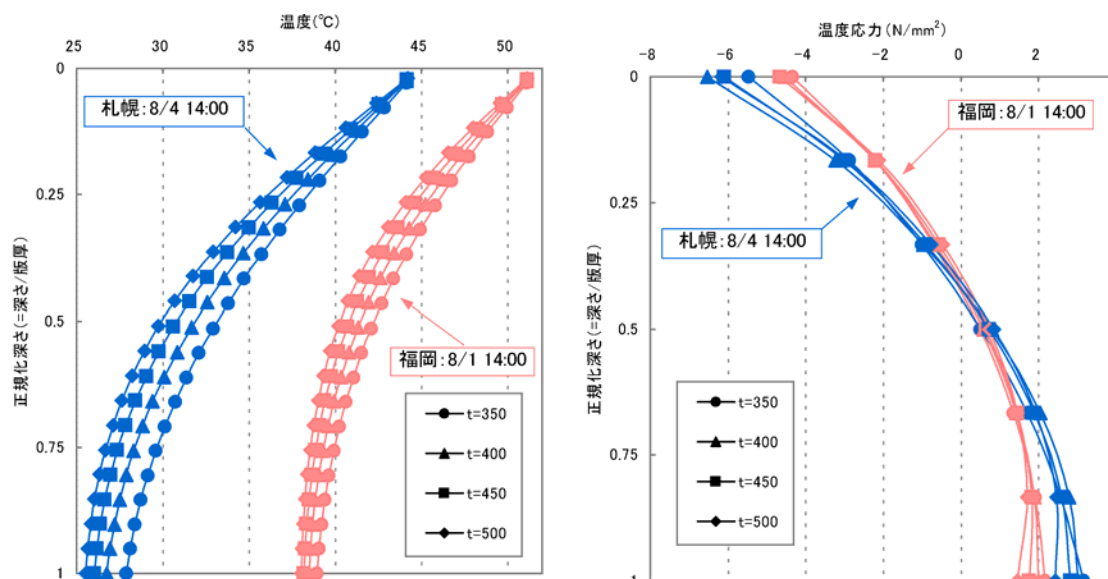 温度(℃)
25 30 35 40 45 50
0
0.25
0.5
0.75
1
正規化深さ(=深さ/版厚)
札幌:8/4 14:00
福岡:8/1 14:00
t=350
t=400
t=450
t=500
温度応力(N/mm²)
-8 -6 -4 -2 0 2
0
0.25
0.5
0.75
1
正規化深さ(=深さ/版厚)
福岡:8/1 14:00
札幌:8/4 14:00
t=350
t=400
t=450
t=500